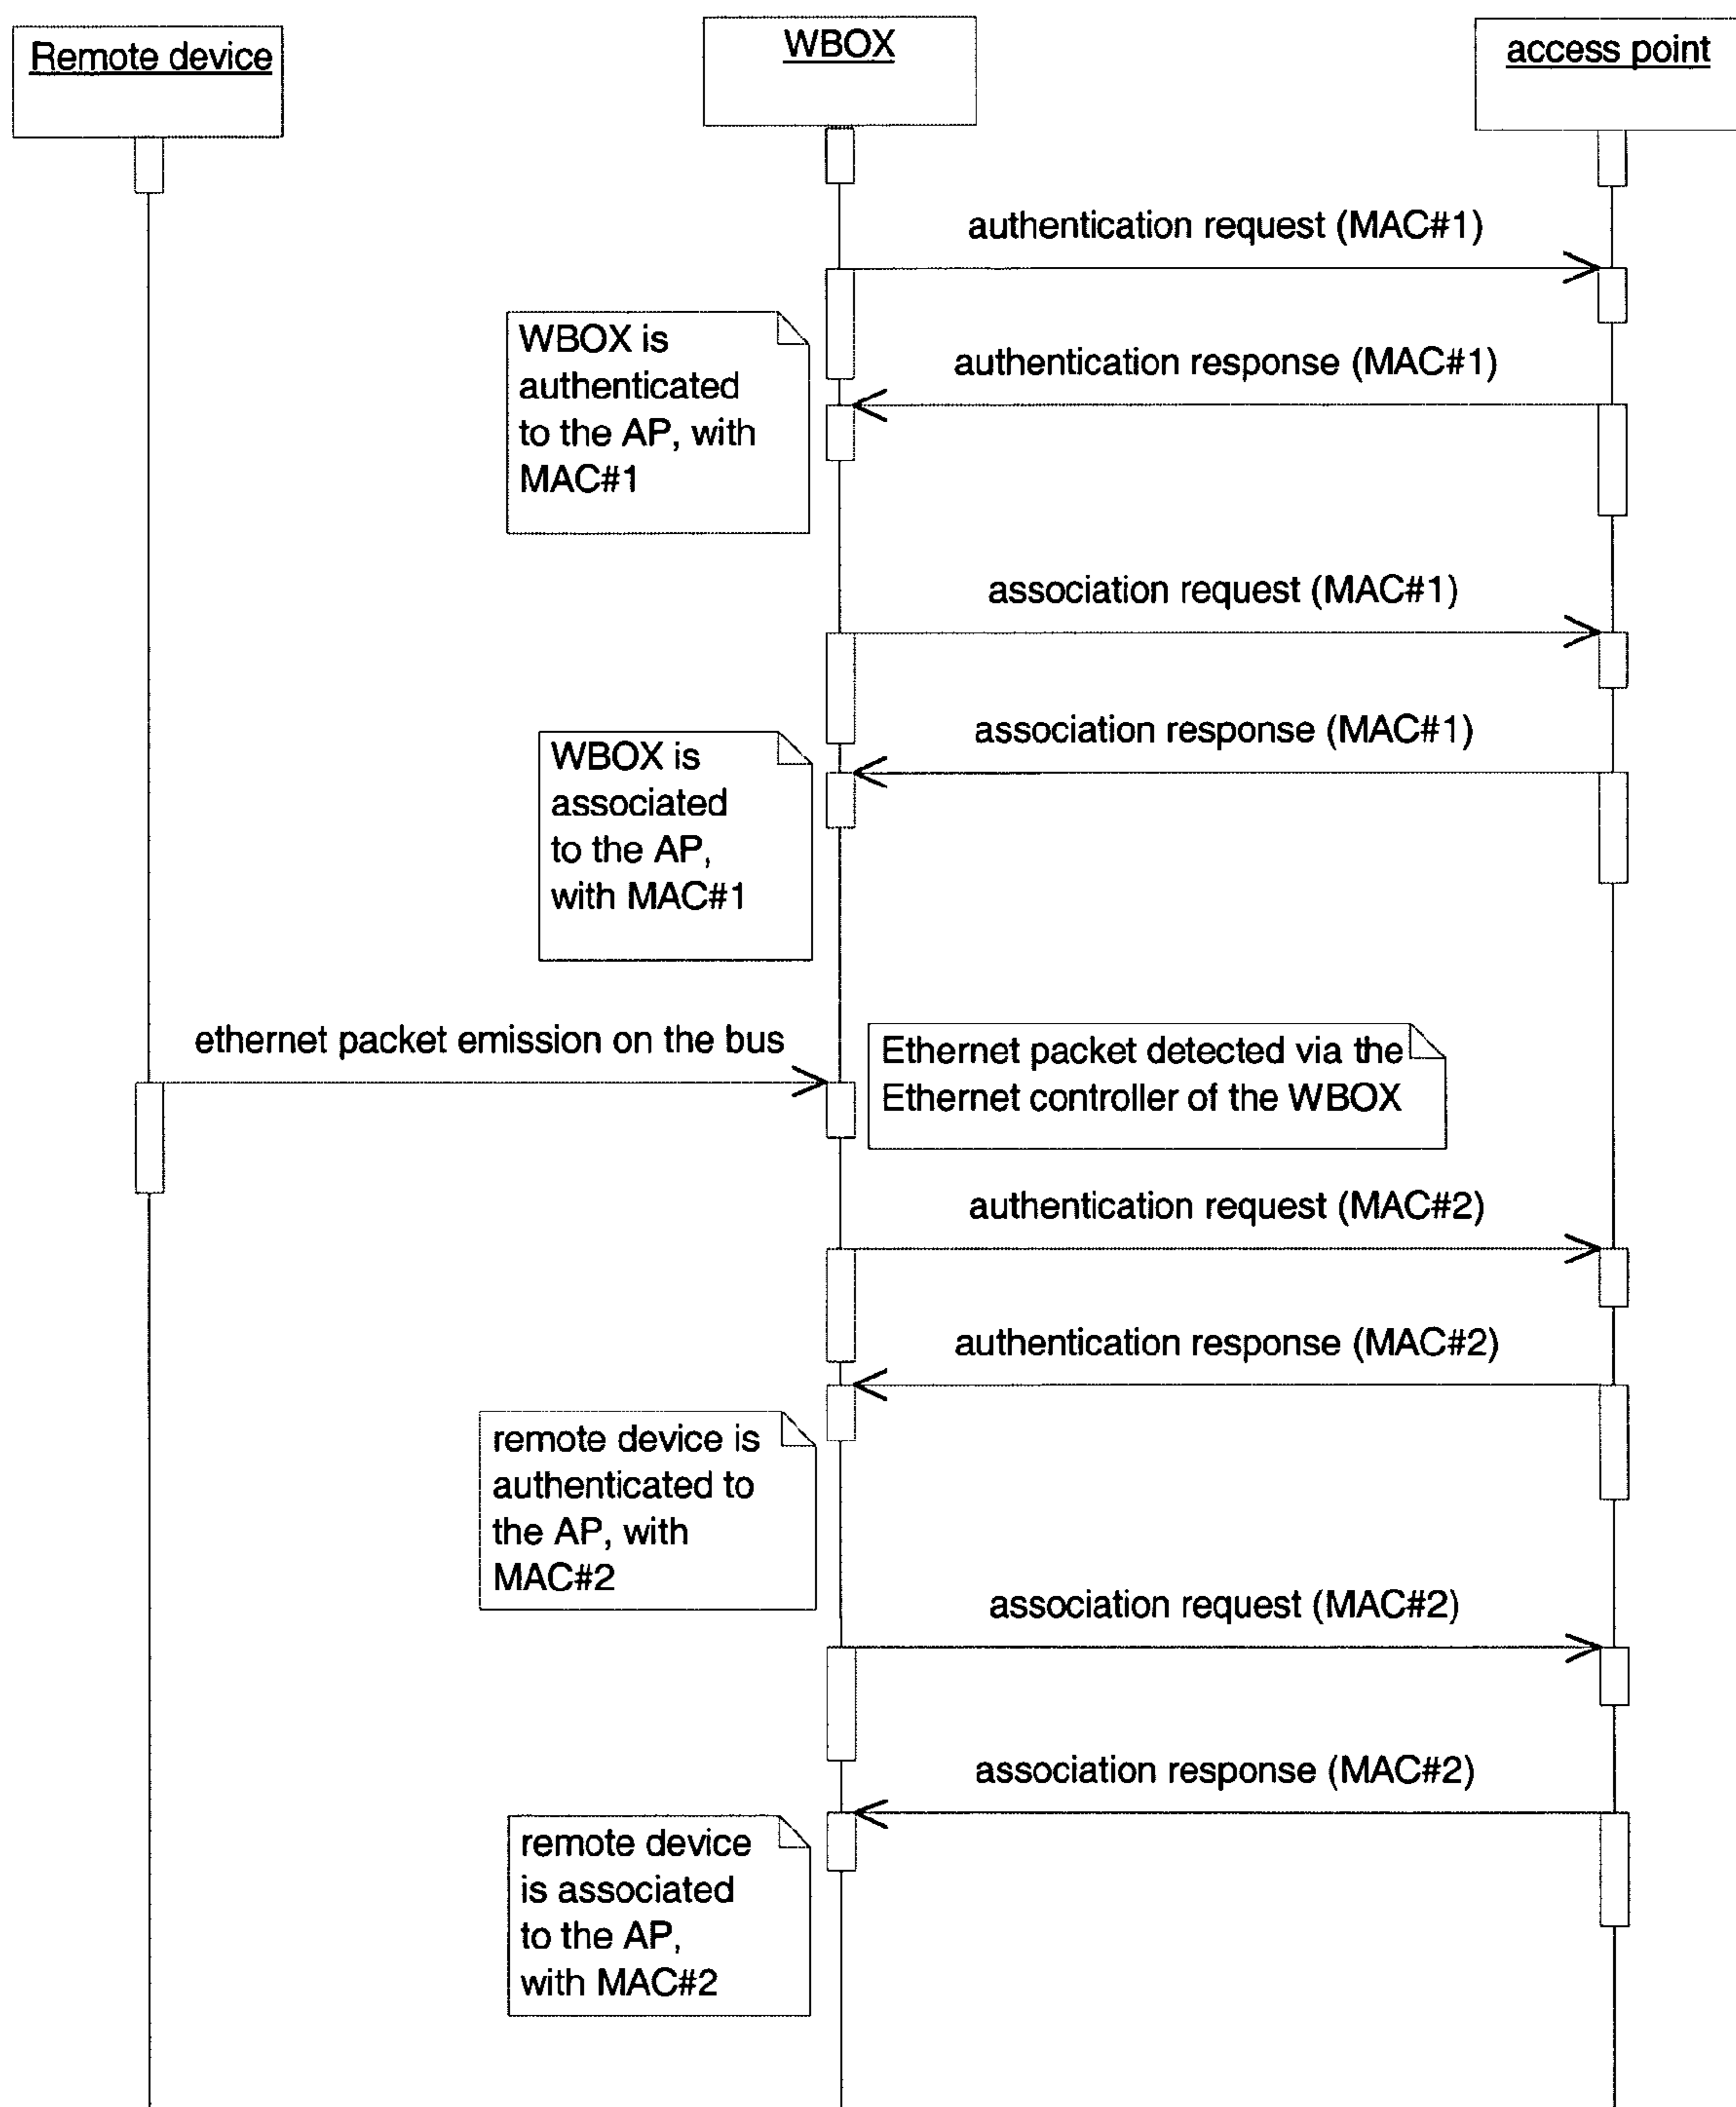 Remote device
WBOX
access point
authentication request (MAC#1)
WBOX is
authenticated
to the AP, with
MAC#1
authentication response (MAC#1)
association request (MAC#1)
association response (MAC#1)
WBOX is
associated
to the AP,
with MAC#1
ethernet packet emission on the bus
Ethernet packet detected via the
Ethernet controller of the WBOX
authentication request (MAC#2)
authentication response (MAC#2)
remote device is
authenticated to
the AP, with
MAC#2
association request (MAC#2)
association response (MAC#2)
remote device
is associated
to the AP,
with MAC#2